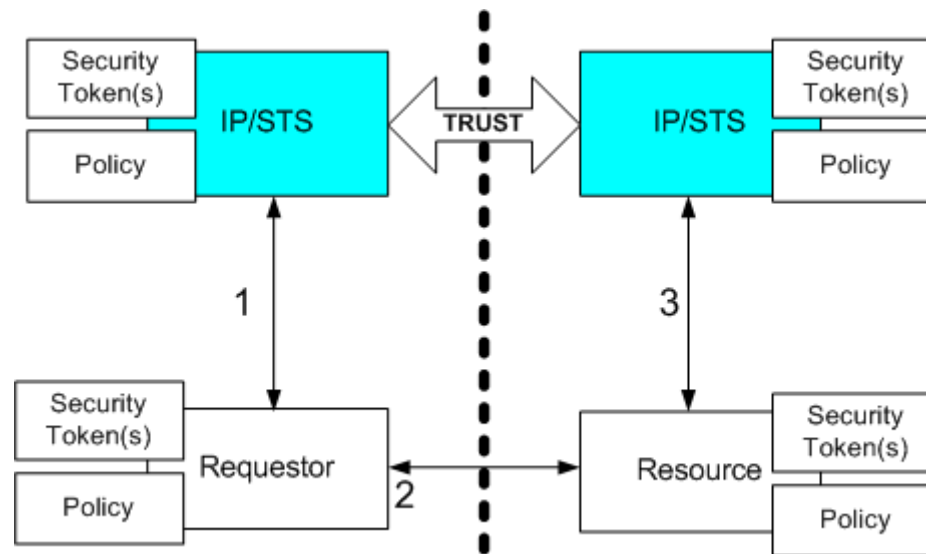 Security
Token(s)
Policy
IP/STS
TRUST
IP/STS
Security
Token(s)
Policy
1
3
Security
Token(s)
Policy
Requestor
2
Resource
Security
Token(s)
Policy